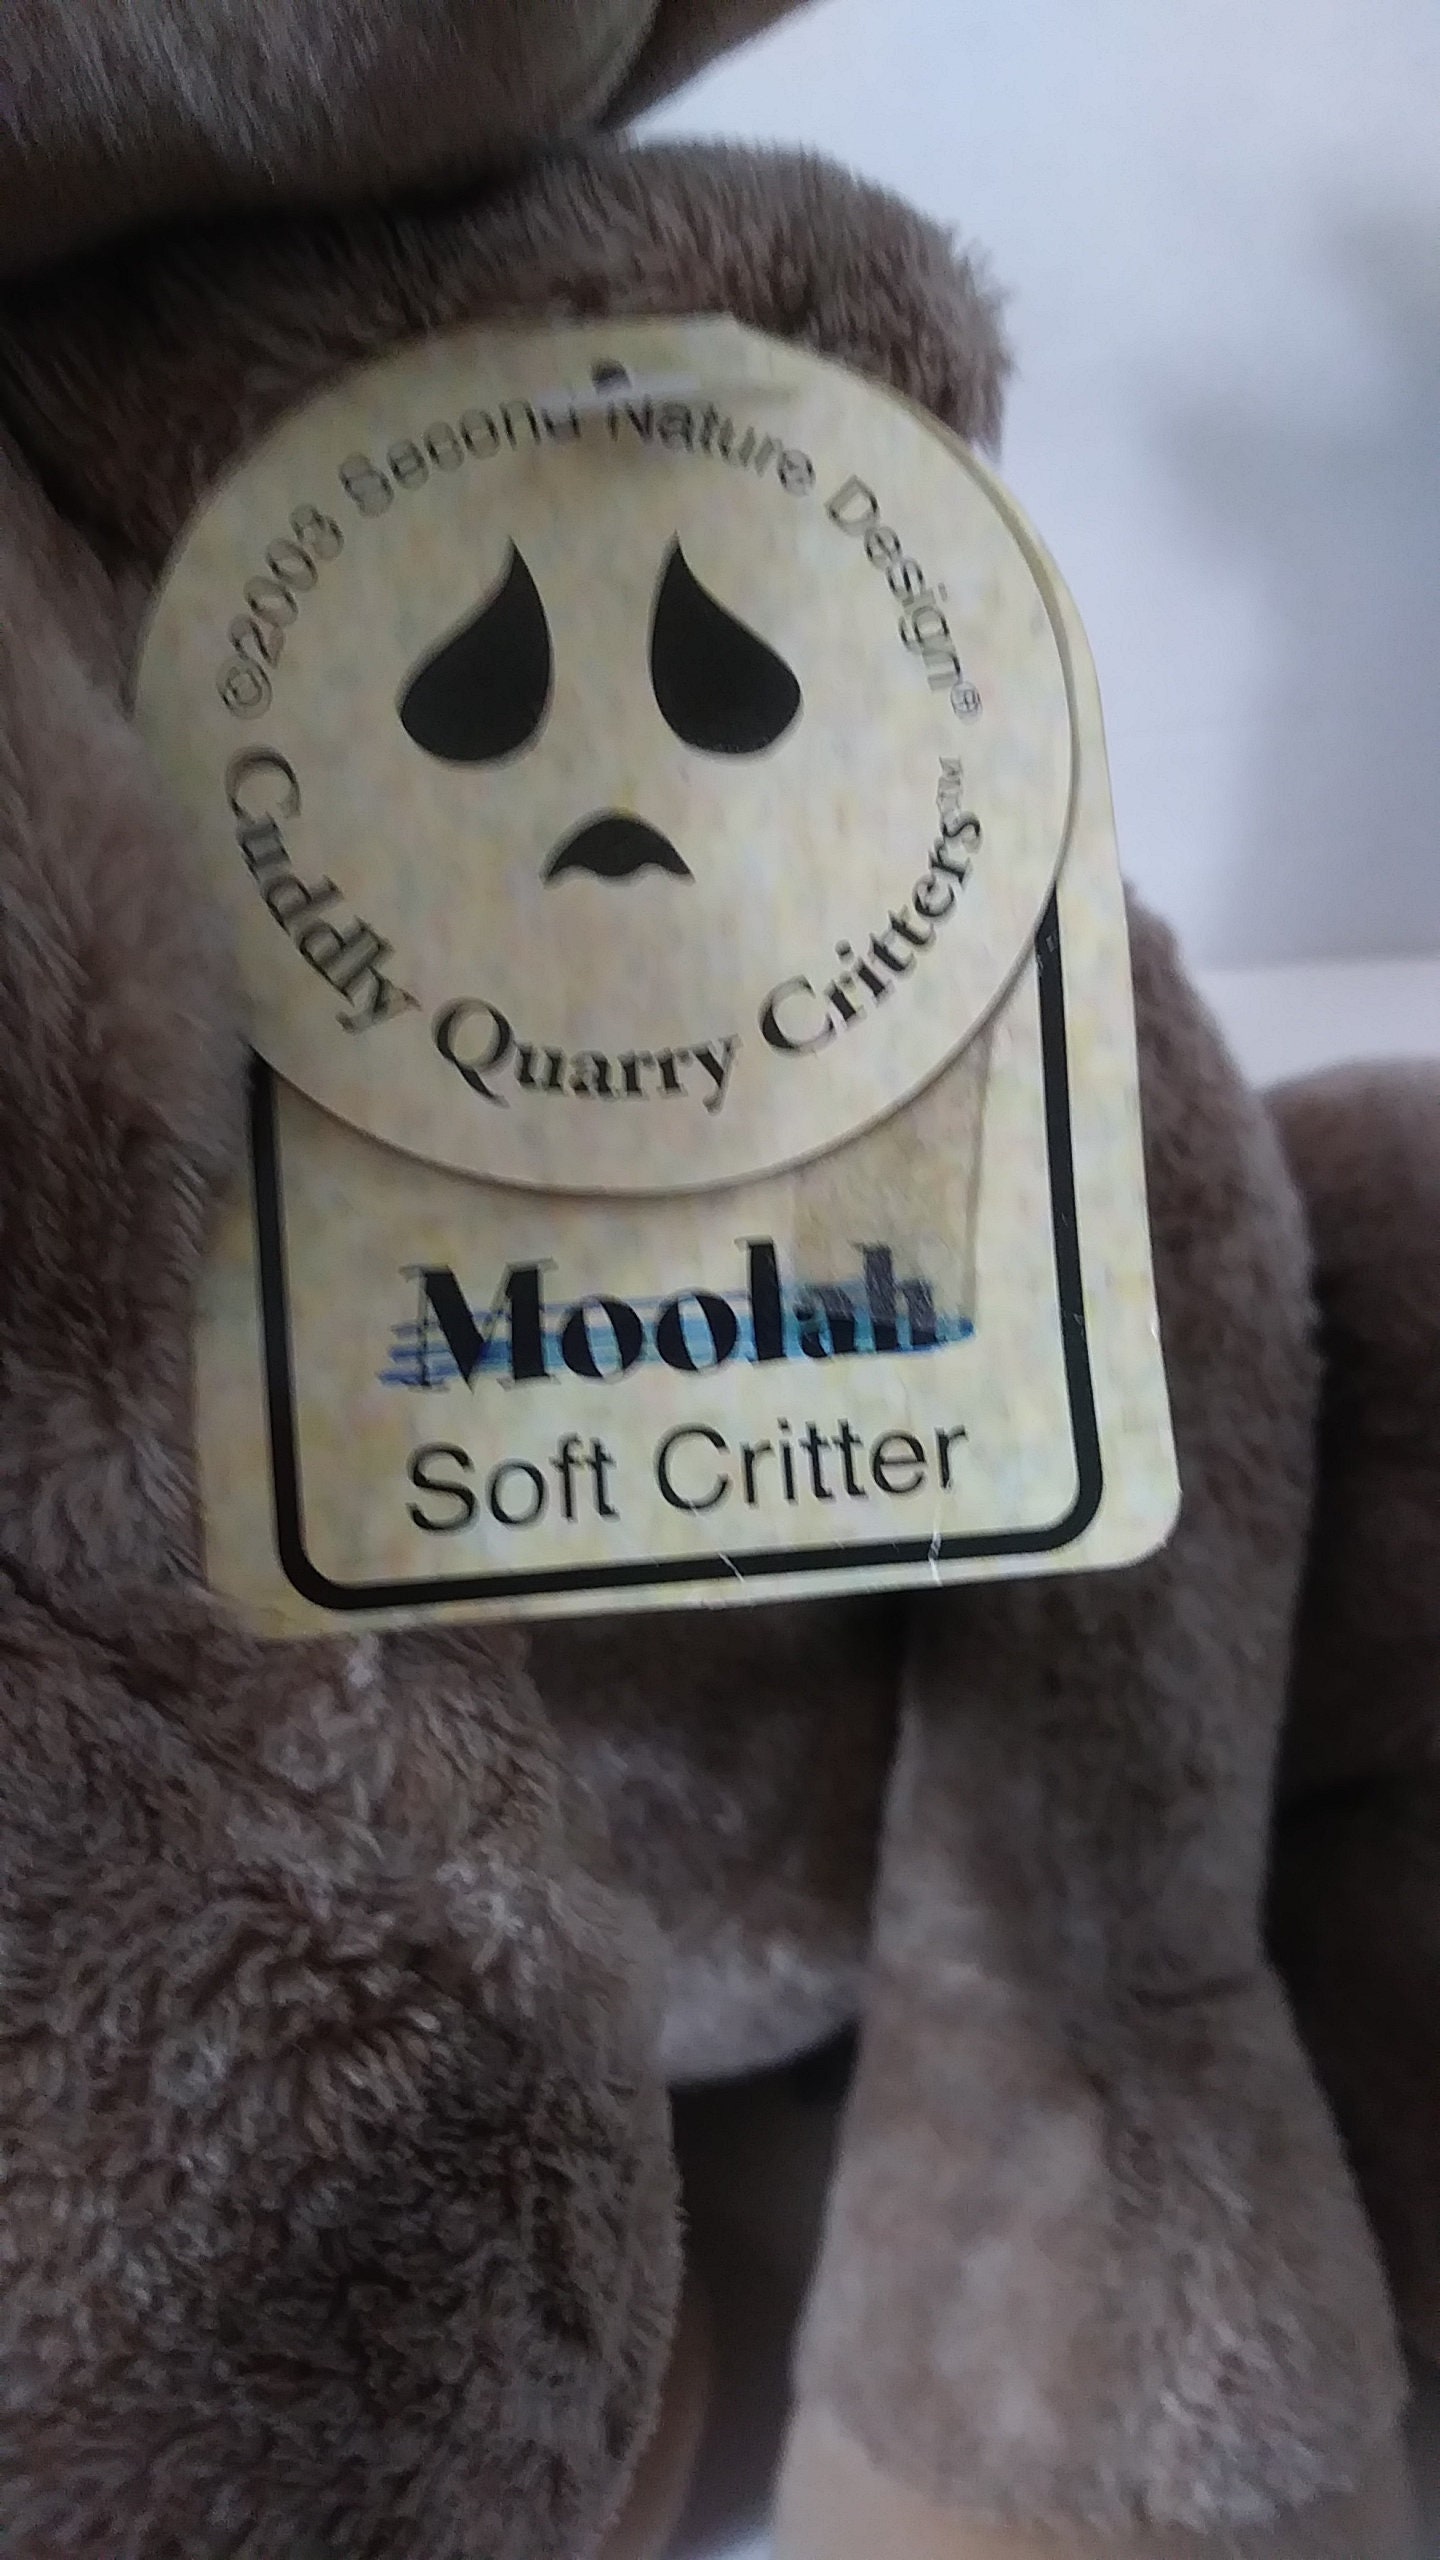 ©2003 Second Nature Design®
Cuddly Quarry Critters™
Moolah
Soft Critter